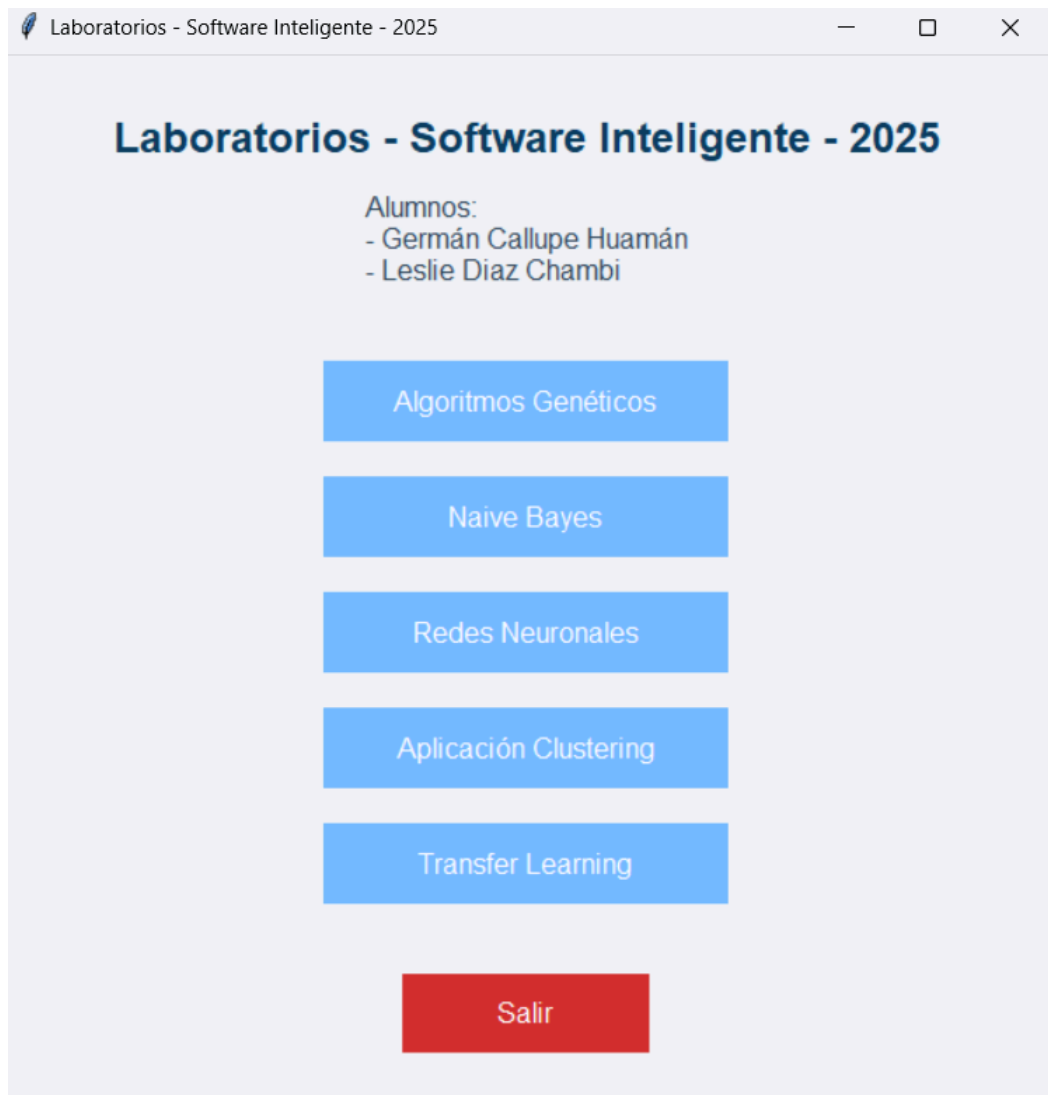 Laboratorios - Software Inteligente - 2025
Laboratorios - Software Inteligente - 2025
Alumnos:
- Germán Callupe Huamán
- Leslie Diaz Chambi
Algoritmos Genéticos
Naive Bayes
Redes Neuronales
Aplicación Clustering
Transfer Learning
Salir